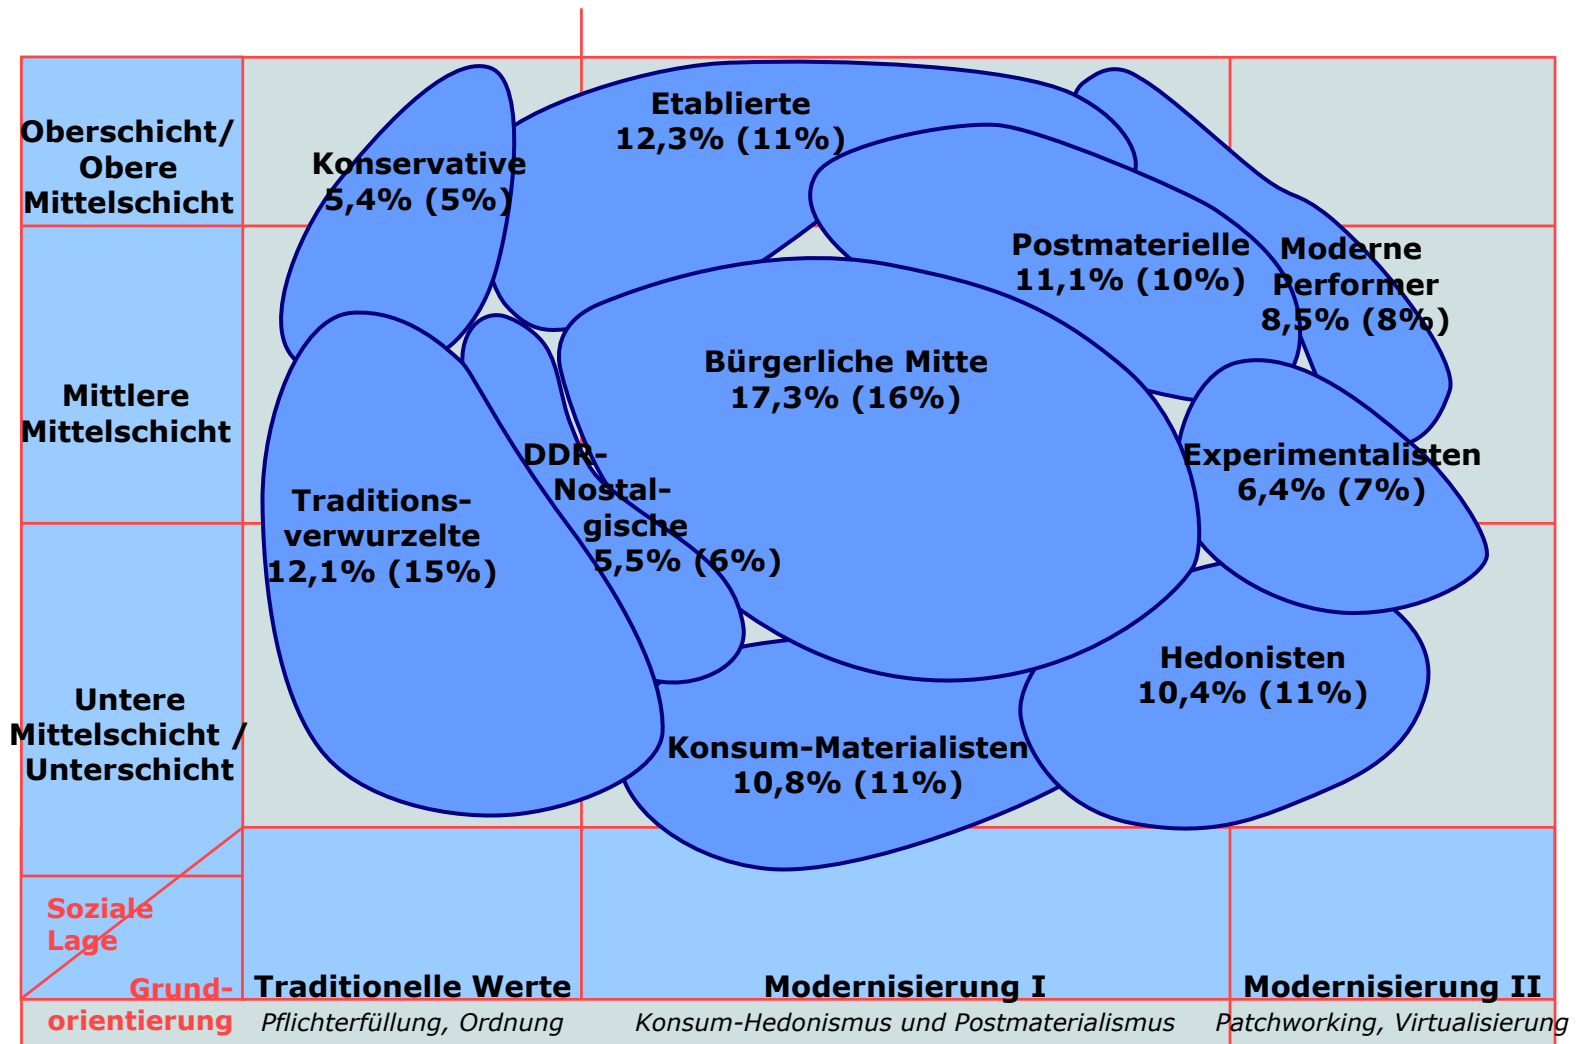 Oberschicht/
Obere
Mittelschicht
Konservative
5,4% (5%)
Etablierte
12,3% (11%)
Postmaterielle
11,1% (10%)
Moderne
Performer
8,5% (8%)
Mittlere
Mittelschicht
Bürgerliche Mitte
17,3% (16%)
Experimentalisten
6,4% (7%)
Traditions-
verwurzelte
12,1% (15%)
DDR-
Nostal-
gische
5,5% (6%)
Untere
Mittelschicht /
Unterschicht
Hedonisten
10,4% (11%)
Konsum-Materialisten
10,8% (11%)
Soziale
Lage
Grund-
orientierung
Traditionelle Werte
Pflichterfüllung, Ordnung
Modernisierung I
Konsum-Hedonismus und Postmaterialismus
Modernisierung II
Patchworking, Virtualisierung